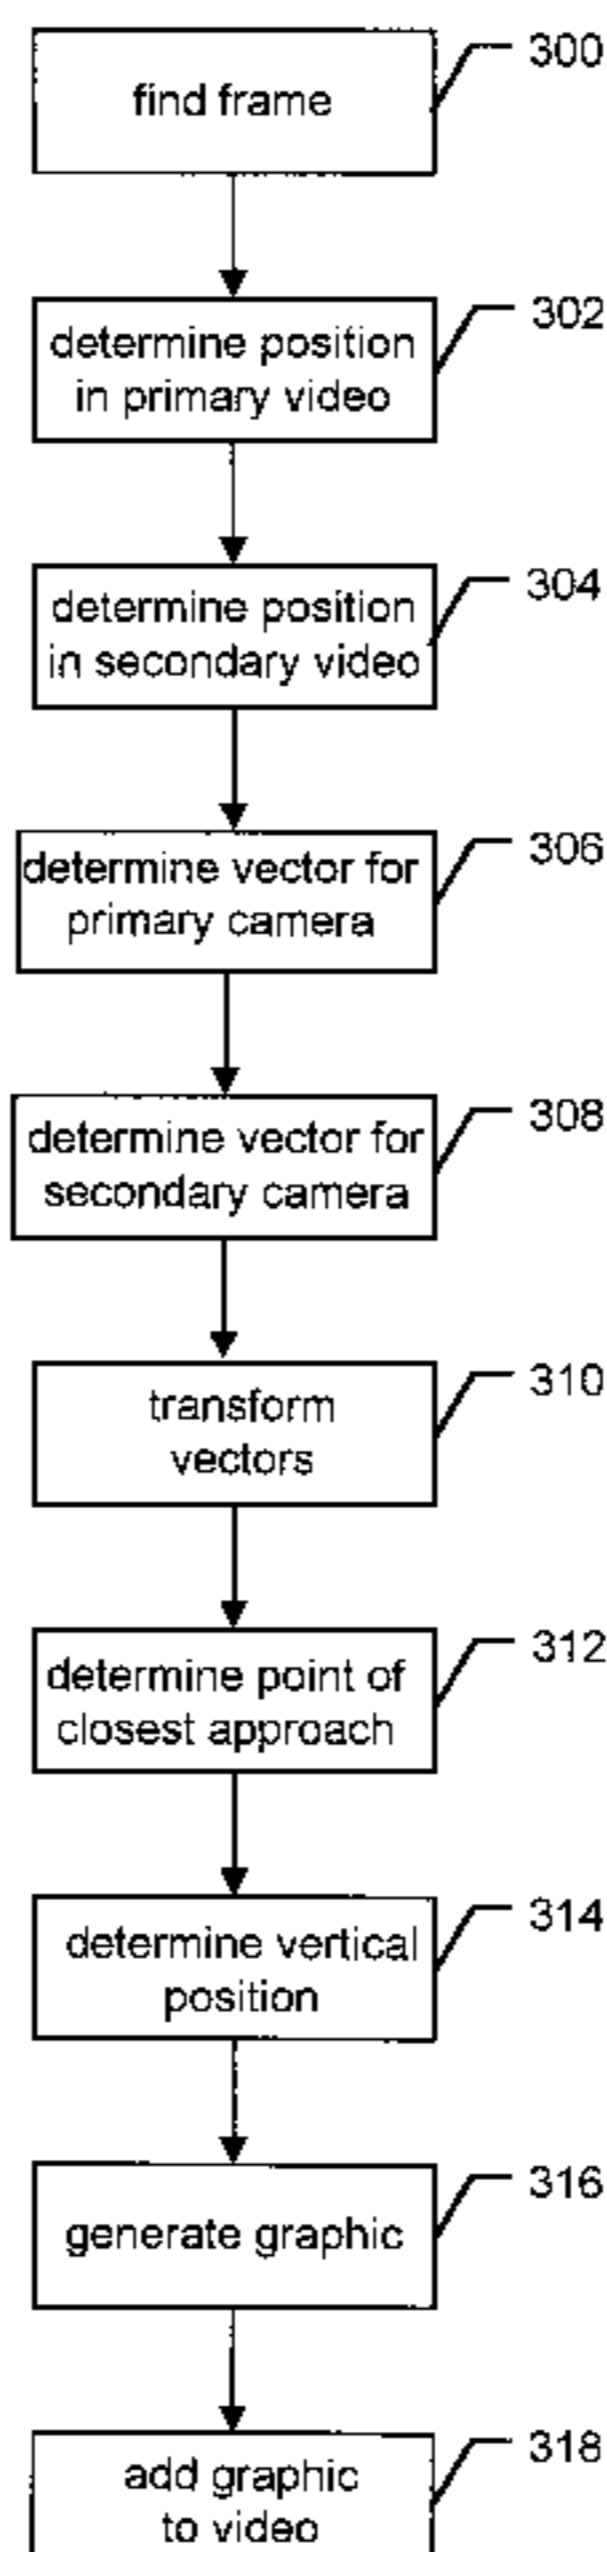 find frame
300
determine position
in primary video
302
determine position
in secondary video
304
determine vector for
primary camera
306
determine vector for
secondary camera
308
transform
vectors
310
determine point of
closest approach
312
determine vertical
position
314
generate graphic
316
add graphic
to video
318